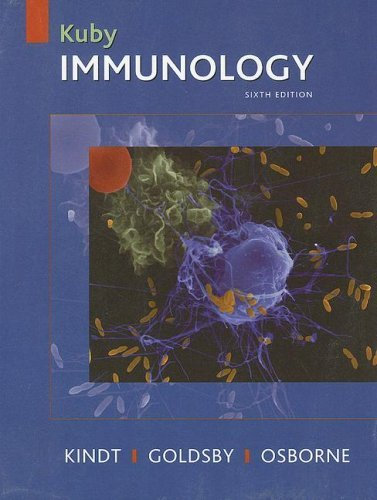 Kuby
IMMUNOLOGY
SIXTH EDITION
KINDT | GOLDSBY | OSBORNE